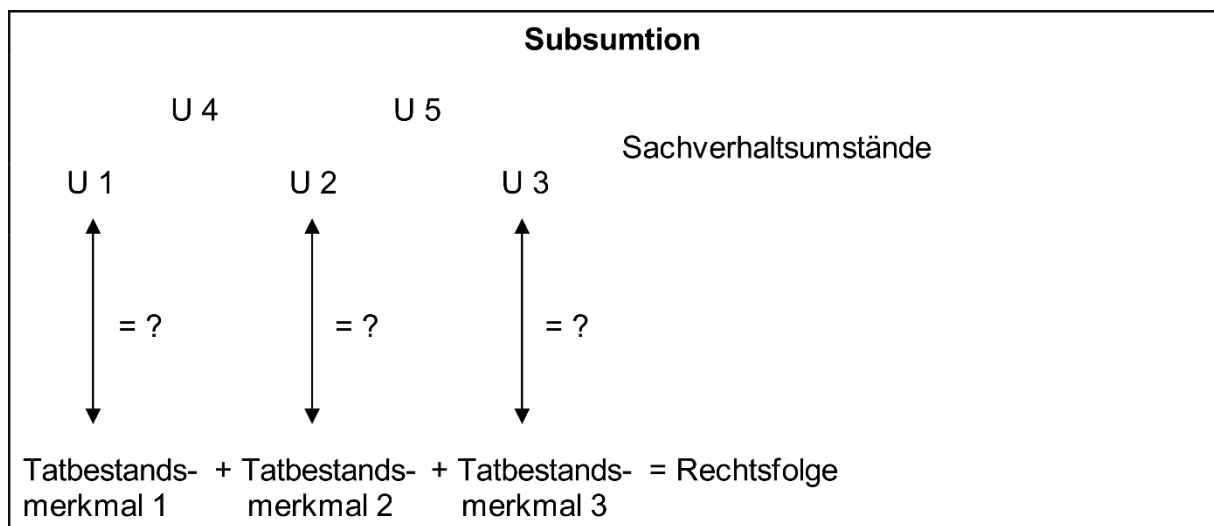 Subsumtion
U 4 U 5
Sachverhaltsumstände
U 1 U 2 U 3
= ? = ? = ?
Tatbestands- + Tatbestands- + Tatbestands- = Rechtsfolge
merkmal 1 merkmal 2 merkmal 3